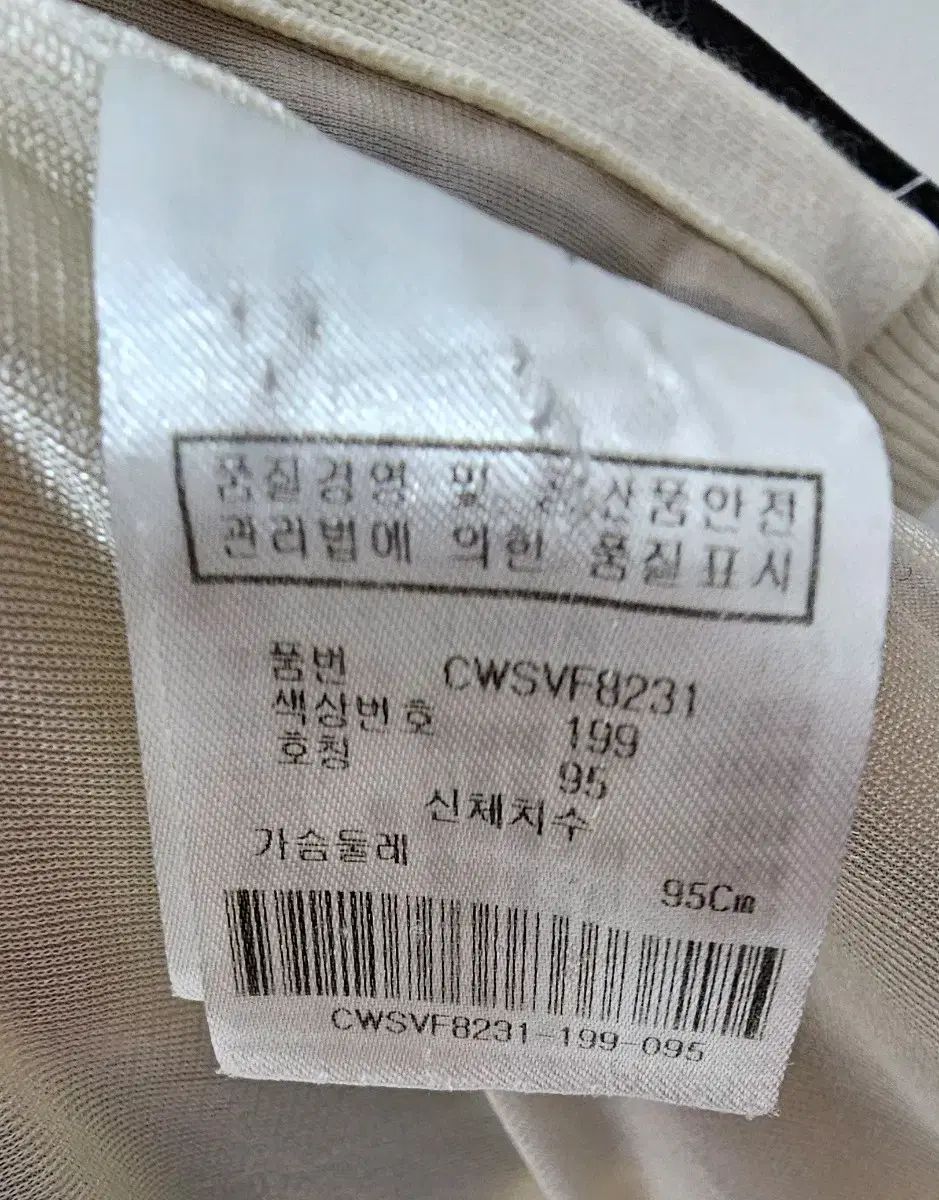 품질경영 및 공산품안전
관리법에 의한 품질표시
품번 CWSVF8231
색상번호 199
호칭 95
신체치수
가슴둘레 95Cm
CWSVF8231-199-095